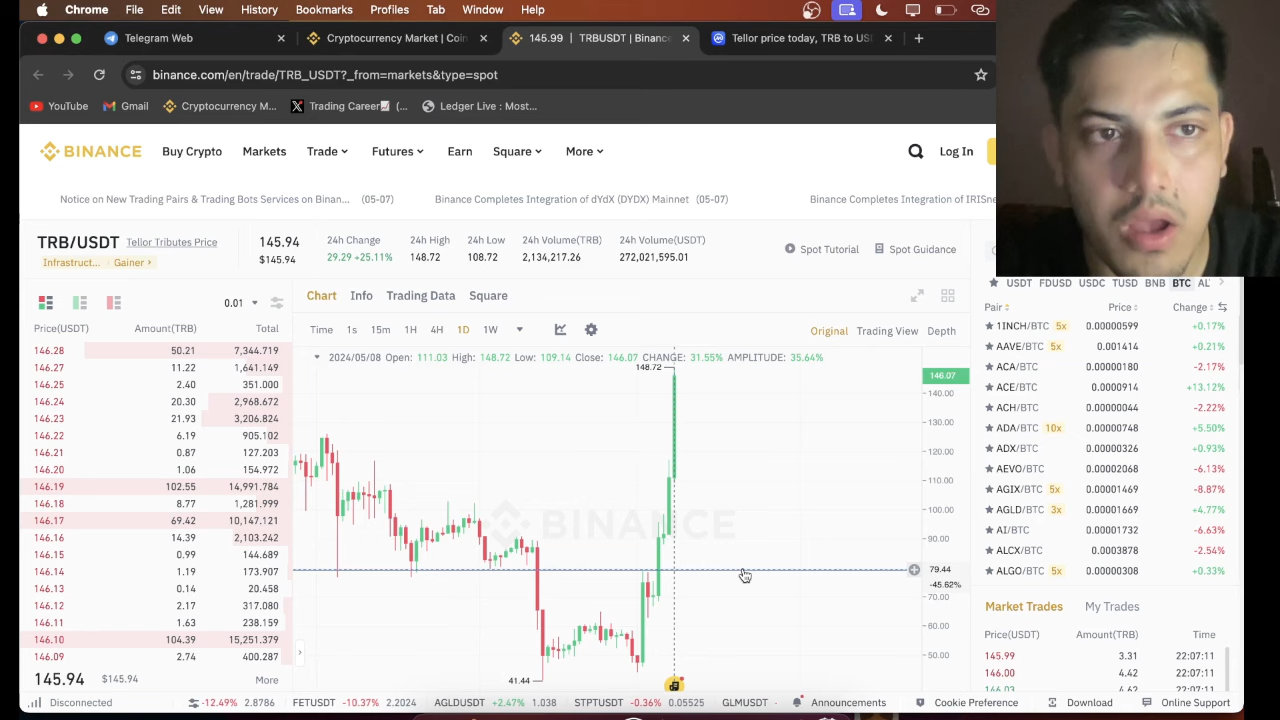 Chrome File Edit View History Bookmarks Profiles Tab Window Help
Telegram Web Cryptocurrency Market | Coin 145.99 | TRBUSDT | Binanc Tellor price today, TRB to US
binance.com/en/trade/TRB_USDT?_from=markets&type=spot
YouTube Gmail Cryptocurrency M... Trading Career (... Ledger Live : Most...
BINANCE Buy Crypto Markets Trade Futures Earn Square More Log In
Notice on New Trading Pairs & Trading Bots Services on Binan... (05-07) Binance Completes Integration of dYdX (DYDX) Mainnet (05-07) Binance Completes Integration of IRISne
TRB/USDT Tellor Tributes Price 145.94 24h Change 24h High 24h Low 24h Volume(TRB) 24h Volume(USDT) Spot Tutorial Spot Guidance
Infrastruct... Gainer > $145.94 29.29 +25.11% 148.72 108.72 2,134,217.26 272,021,595.01
0.01
Price(USDT) Amount(TRB) Total
146.28 50.21 7,344.719
146.27 11.22 1,641.149
146.25 2.40 351.000
146.24 20.30 2,968.672
146.23 21.93 3,206.824
146.22 6.19 905.102
146.21 0.87 127.203
146.20 1.06 154.972
146.19 102.55 14,991.784
146.18 8.77 1,281.999
146.17 69.42 10,147.121
146.16 14.39 2,103.242
146.15 0.99 144.689
146.14 1.19 173.907
146.13 0.14 20.458
146.12 2.17 317.080
146.11 1.63 238.159
146.10 104.39 15,251.379
146.09 2.74 400.287
145.94 $145.94 More
Chart Info Trading Data Square
Time 1s 15m 1H 4H 1D 1W Original Trading View Depth
2024/05/08 Open: 111.03 High: 148.72 Low: 109.14 Close: 146.07 CHANGE: 31.55% AMPLITUDE: 35.64%
148.72
146.07
140.00
130.00
120.00
110.00
100.00
BINANCE
90.00
79.44
-45.62%
70.00
60.00
50.00
41.44
USDT FDUSD USDC TUSD BNB BTC AL
Pair Price Change
1INCH/BTC 5x 0.00000599 +0.17%
AAVE/BTC 5x 0.001414 +0.21%
ACA/BTC 0.00000180 -2.17%
ACE/BTC 0.0000914 +13.12%
ACH/BTC 0.00000044 -2.22%
ADA/BTC 10x 0.00000748 +5.50%
ADX/BTC 0.00000326 +0.93%
AEVO/BTC 0.00002068 -6.13%
AGIX/BTC 5x 0.00001469 -8.87%
AGLD/BTC 3x 0.00002087 +4.77%
AI/BTC 0.00001732 -6.63%
ALCX/BTC 0.0003878 -2.54%
ALGO/BTC 5x 0.00000308 +0.33%
Market Trades My Trades
Price(USDT) Amount(TRB) Time
145.99 3.31 22:07:11
146.00 4.42 22:07:11
146.03 4.62 22:07:11
Disconnected -12.49% 2.8786 FETUSDT -10.37% 2.2024 AGLDUSDT +2.47% 1.038 STPTUSDT -0.36% 0.05525 GLMUSDT Announcements Cookie Preference Download Online Support